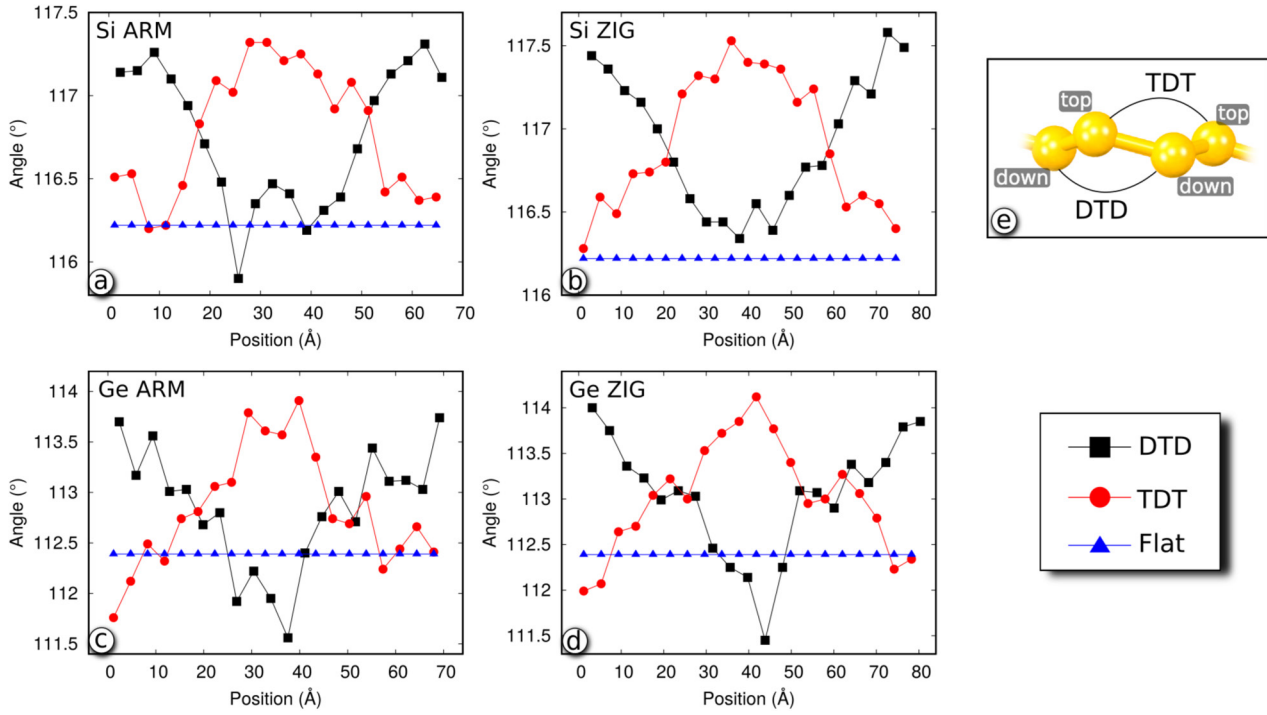 Si ARM
117.5
117
116.5
116
Angle (°)
0 10 20 30 40 50 60 70
Position (Å)
a
Si ZIG
117.5
117
116.5
116
Angle (°)
0 10 20 30 40 50 60 70 80
Position (Å)
b
TDT
top
top
down
down
DTD
e
Ge ARM
114
113.5
113
112.5
112
111.5
Angle (°)
0 10 20 30 40 50 60 70
Position (Å)
c
Ge ZIG
114
113.5
113
112.5
112
111.5
Angle (°)
0 10 20 30 40 50 60 70 80
Position (Å)
d
DTD
TDT
Flat